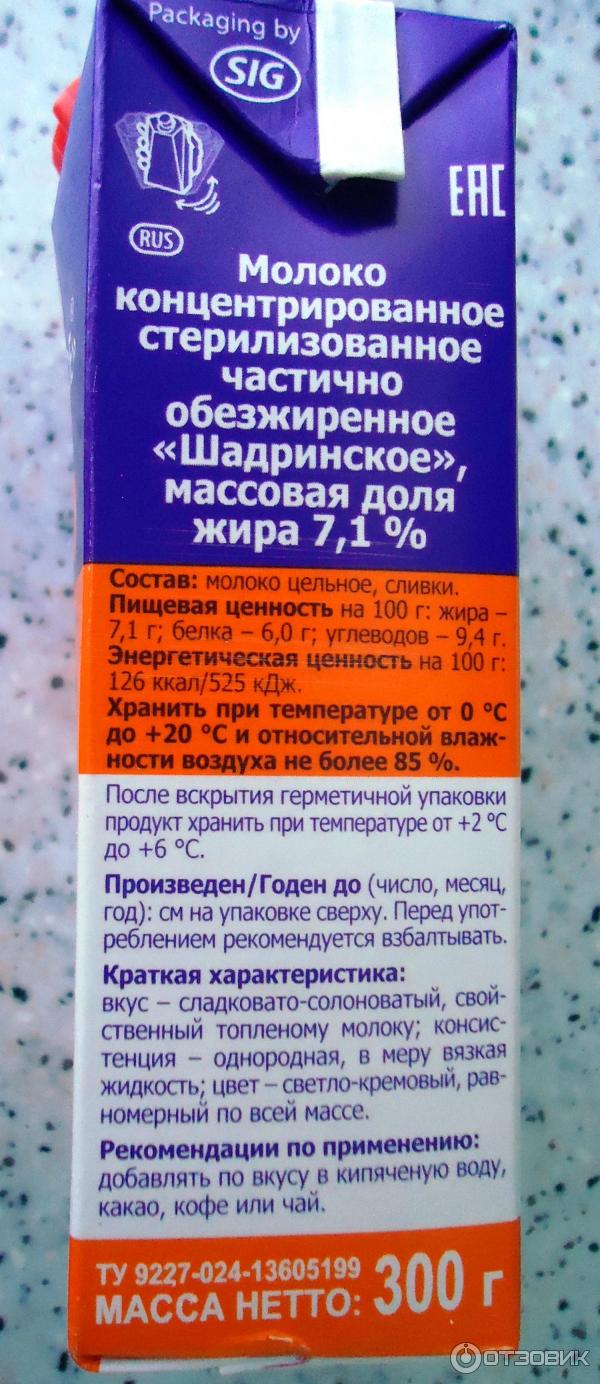 Packaging by
SIG
EAC
RUS
Молоко
концентрированное
стерилизованное
частично
обезжиренное
«Шадринское»,
массовая доля
жира 7,1 %
Состав: молоко цельное, сливки.
Пищевая ценность на 100 г: жира –
7,1 г; белка – 6,0 г; углеводов – 9,4 г.
Энергетическая ценность на 100 г:
126 ккал/525 кДж.
Хранить при температуре от 0 °С
до +20 °С и относительной влаж-
ности воздуха не более 85 %.
После вскрытия герметичной упаковки
продукт хранить при температуре от +2 °С
до +6 °С.
Произведен/Годен до (число, месяц,
год): см на упаковке сверху. Перед упот-
реблением рекомендуется взбалтывать.
Краткая характеристика:
вкус – сладковато-солоноватый, свой-
ственный топленому молоку; консис-
тенция – однородная, в меру вязкая
жидкость; цвет – светло-кремовый, рав-
номерный по всей массе.
Рекомендации по применению:
добавлять по вкусу в кипяченую воду,
какао, кофе или чай.
ТУ 9227-024-13605199
МАССА НЕТТО: 300 г
ОТЗОВИК